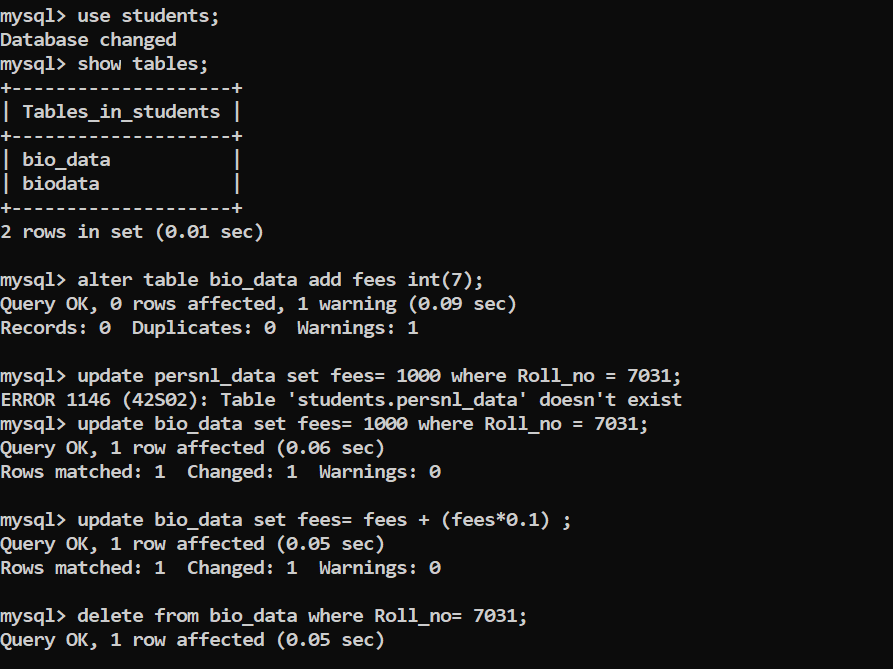 mysql> use students;
Database changed
mysql> show tables;
+--------------------+
| Tables_in_students |
+--------------------+
| bio_data           |
| biodata            |
+--------------------+
2 rows in set (0.01 sec)

mysql> alter table bio_data add fees int(7);
Query OK, 0 rows affected, 1 warning (0.09 sec)
Records: 0  Duplicates: 0  Warnings: 1

mysql> update persnl_data set fees= 1000 where Roll_no = 7031;
ERROR 1146 (42S02): Table 'students.persnl_data' doesn't exist
mysql> update bio_data set fees= 1000 where Roll_no = 7031;
Query OK, 1 row affected (0.06 sec)
Rows matched: 1  Changed: 1  Warnings: 0

mysql> update bio_data set fees= fees + (fees*0.1) ;
Query OK, 1 row affected (0.05 sec)
Rows matched: 1  Changed: 1  Warnings: 0

mysql> delete from bio_data where Roll_no= 7031;
Query OK, 1 row affected (0.05 sec)